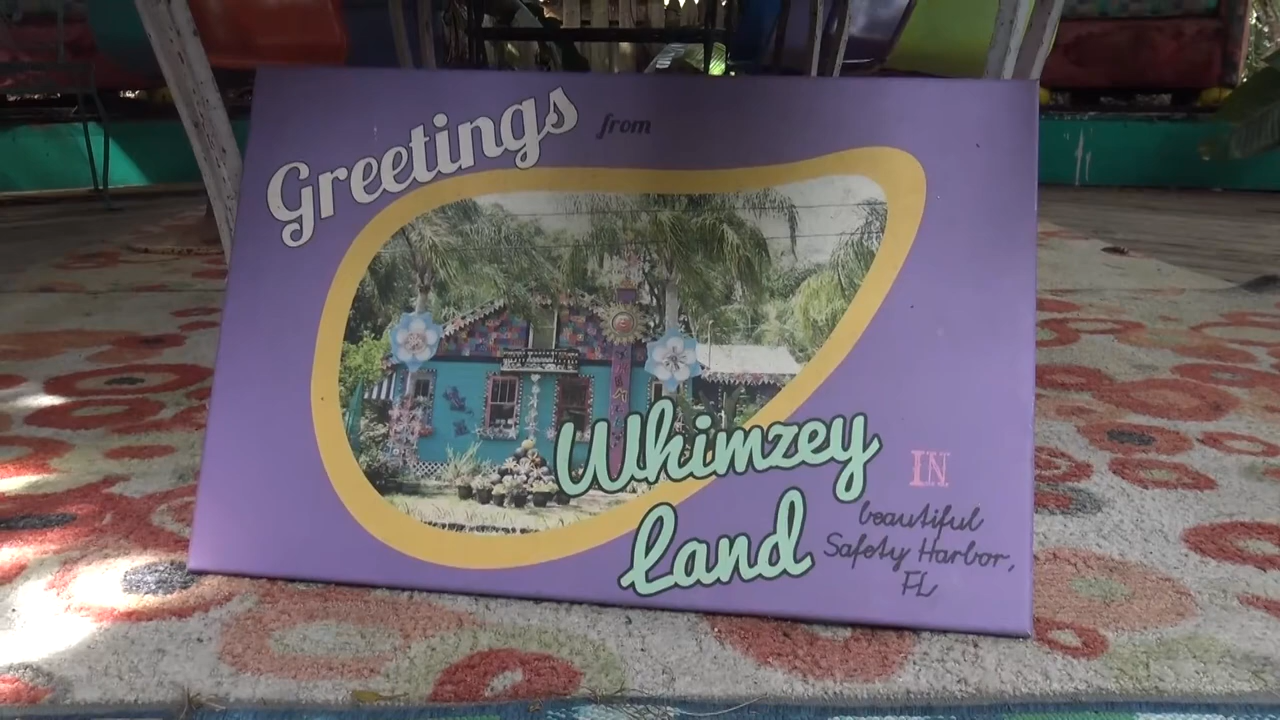 Greetings from
Whimzey
Land
IN
beautiful
Safety Harbor,
FL